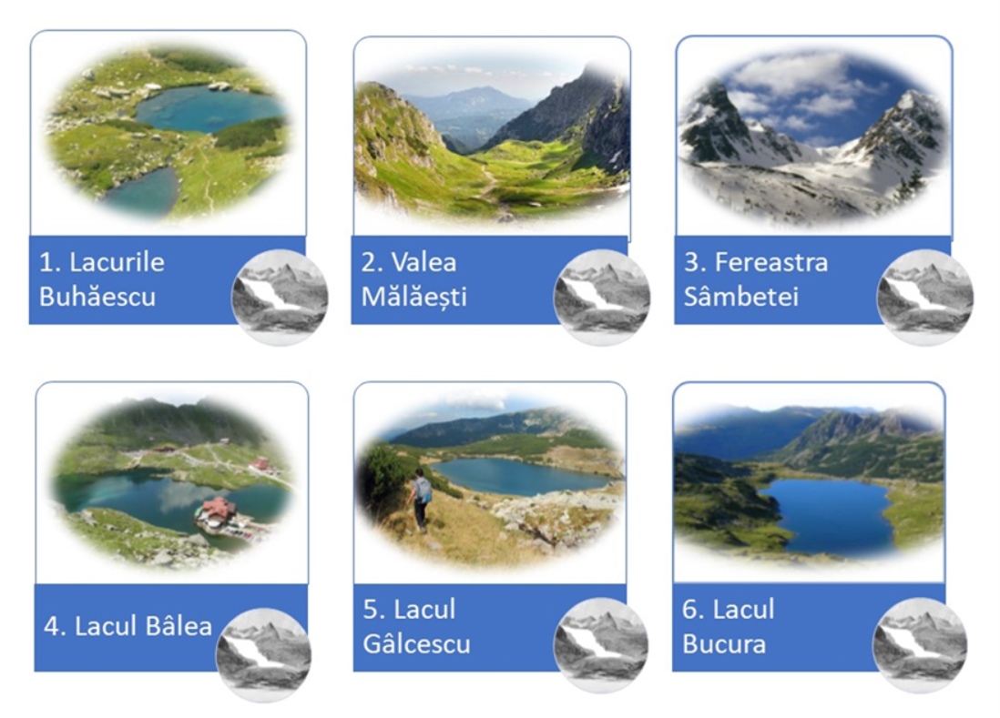 1. Lacurile
Buhăescu
2. Valea
Mălăești
3. Fereastra
Sâmbetei
4. Lacul Bâlea
5. Lacul
Gâlcescu
6. Lacul
Bucura